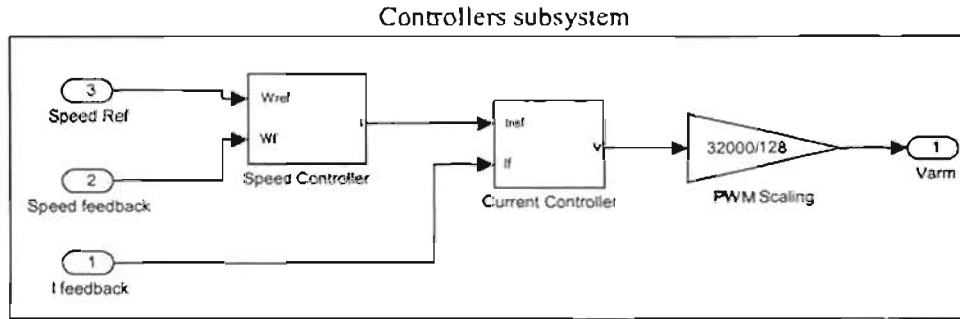 Controllers subsystem
3
Speed Ref
2
Speed feedback
1
I feedback
Wref
Wf
I
Speed Controller
Iref
If
v
Current Controller
32000/128
PWM Scaling
1
Varm